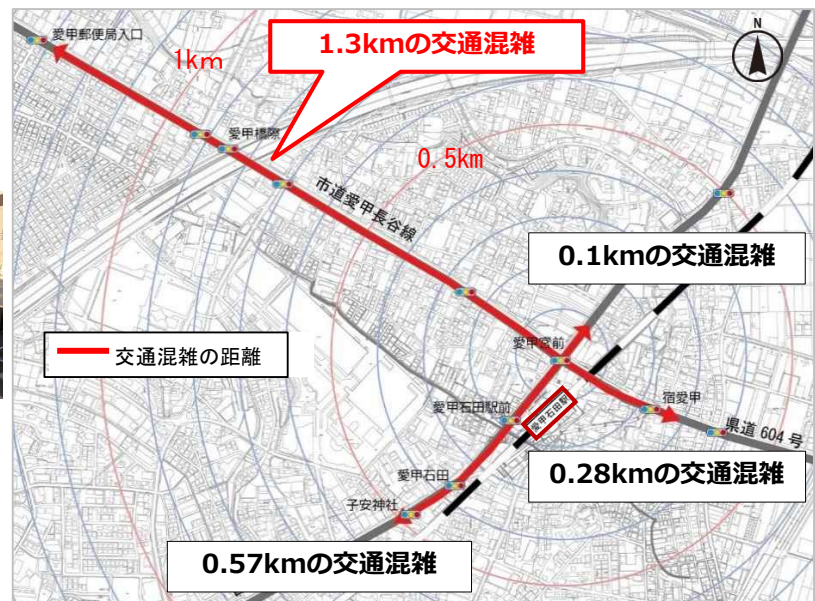 愛甲郵便局入口
1km
1.3kmの交通混雑
N
愛甲橋際
0.5km
市道愛甲長谷線
0.1kmの交通混雑
愛甲宮前
交通混雑の距離
宿愛甲
愛甲石田駅前
愛甲石田駅
県道 604 号
愛甲石田
0.28kmの交通混雑
子安神社
0.57kmの交通混雑